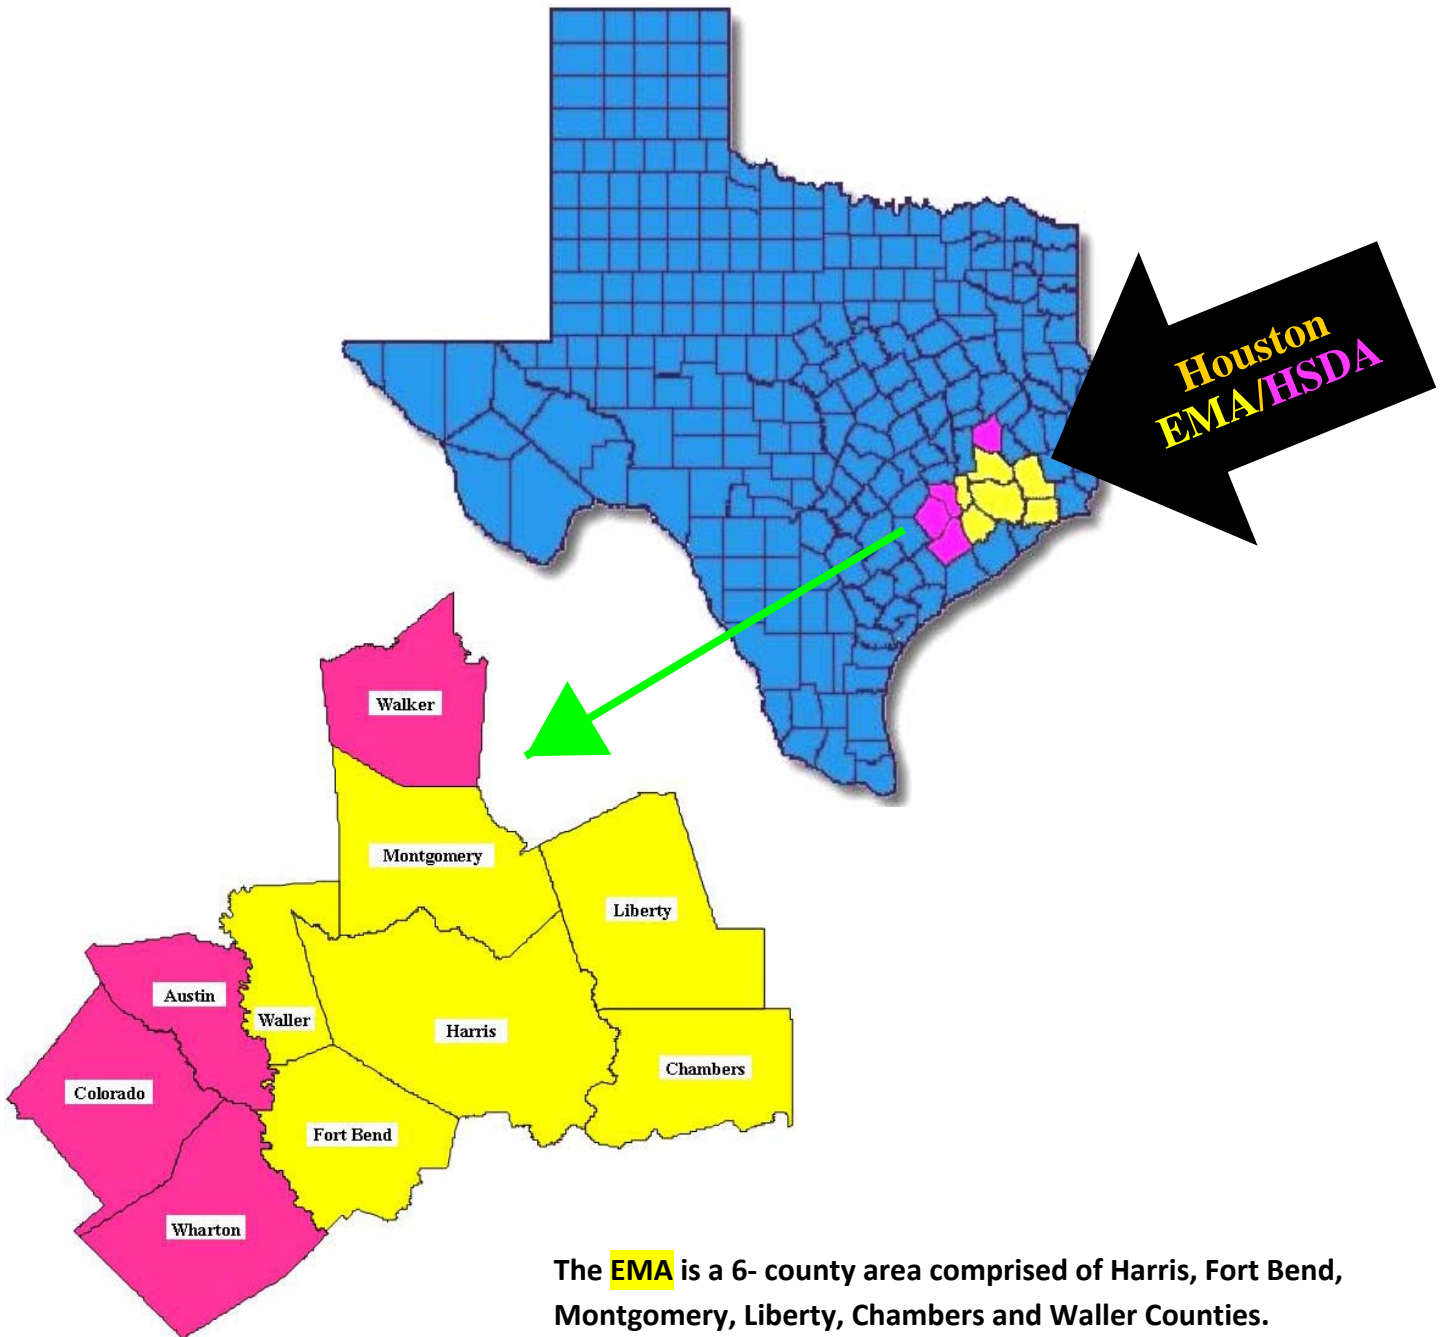 Houston
EMA/HSDA
Walker
Montgomery
Liberty
Austin
Waller
Harris
Chambers
Colorado
Fort Bend
Wharton
The EMA is a 6- county area comprised of Harris, Fort Bend,
Montgomery, Liberty, Chambers and Waller Counties.